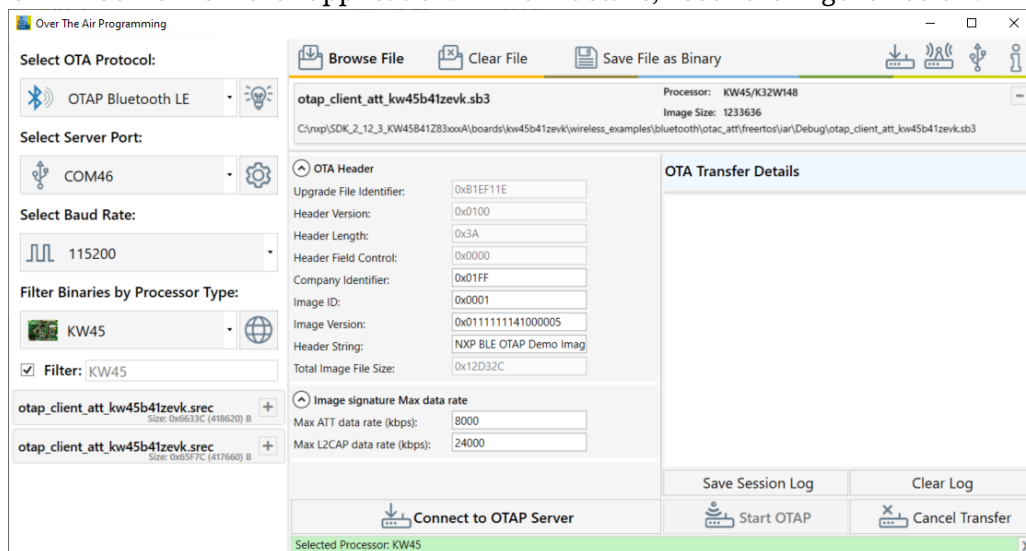 Over The Air Programming
Select OTA Protocol:
OTAP Bluetooth LE
Select Server Port:
COM46
Select Baud Rate:
115200
Filter Binaries by Processor Type:
KW45
Filter: KW45
otap_client_att_kw45b41zevk.srec
Size: 0x6633C (418620) B
otap_client_att_kw45b41zevk.srec
Size: 0x65F7C (417660) B
Browse File Clear File Save File as Binary
otap_client_att_kw45b41zevk.sb3
Processor: KW45/K32W148
Image Size: 1233636
C:\nxp\SDK_2_12_3_KW45B41Z83xxxA\boards\kw45b41zevk\wireless_examples\bluetooth\otac_att\freertos\iar\Debug\otap_client_att_kw45b41zevk.sb3
OTA Header
Upgrade File Identifier: 0xB1EF11E
Header Version: 0x0100
Header Length: 0x3A
Header Field Control: 0x0000
Company Identifier: 0x01FF
Image ID: 0x0001
Image Version: 0x0111111141000005
Header String: NXP BLE OTAP Demo Imag
Total Image File Size: 0x12D32C
Image signature Max data rate
Max ATT data rate (kbps): 8000
Max L2CAP data rate (kbps): 24000
OTA Transfer Details
Save Session Log Clear Log
Connect to OTAP Server Start OTAP Cancel Transfer
Selected Processor: KW45